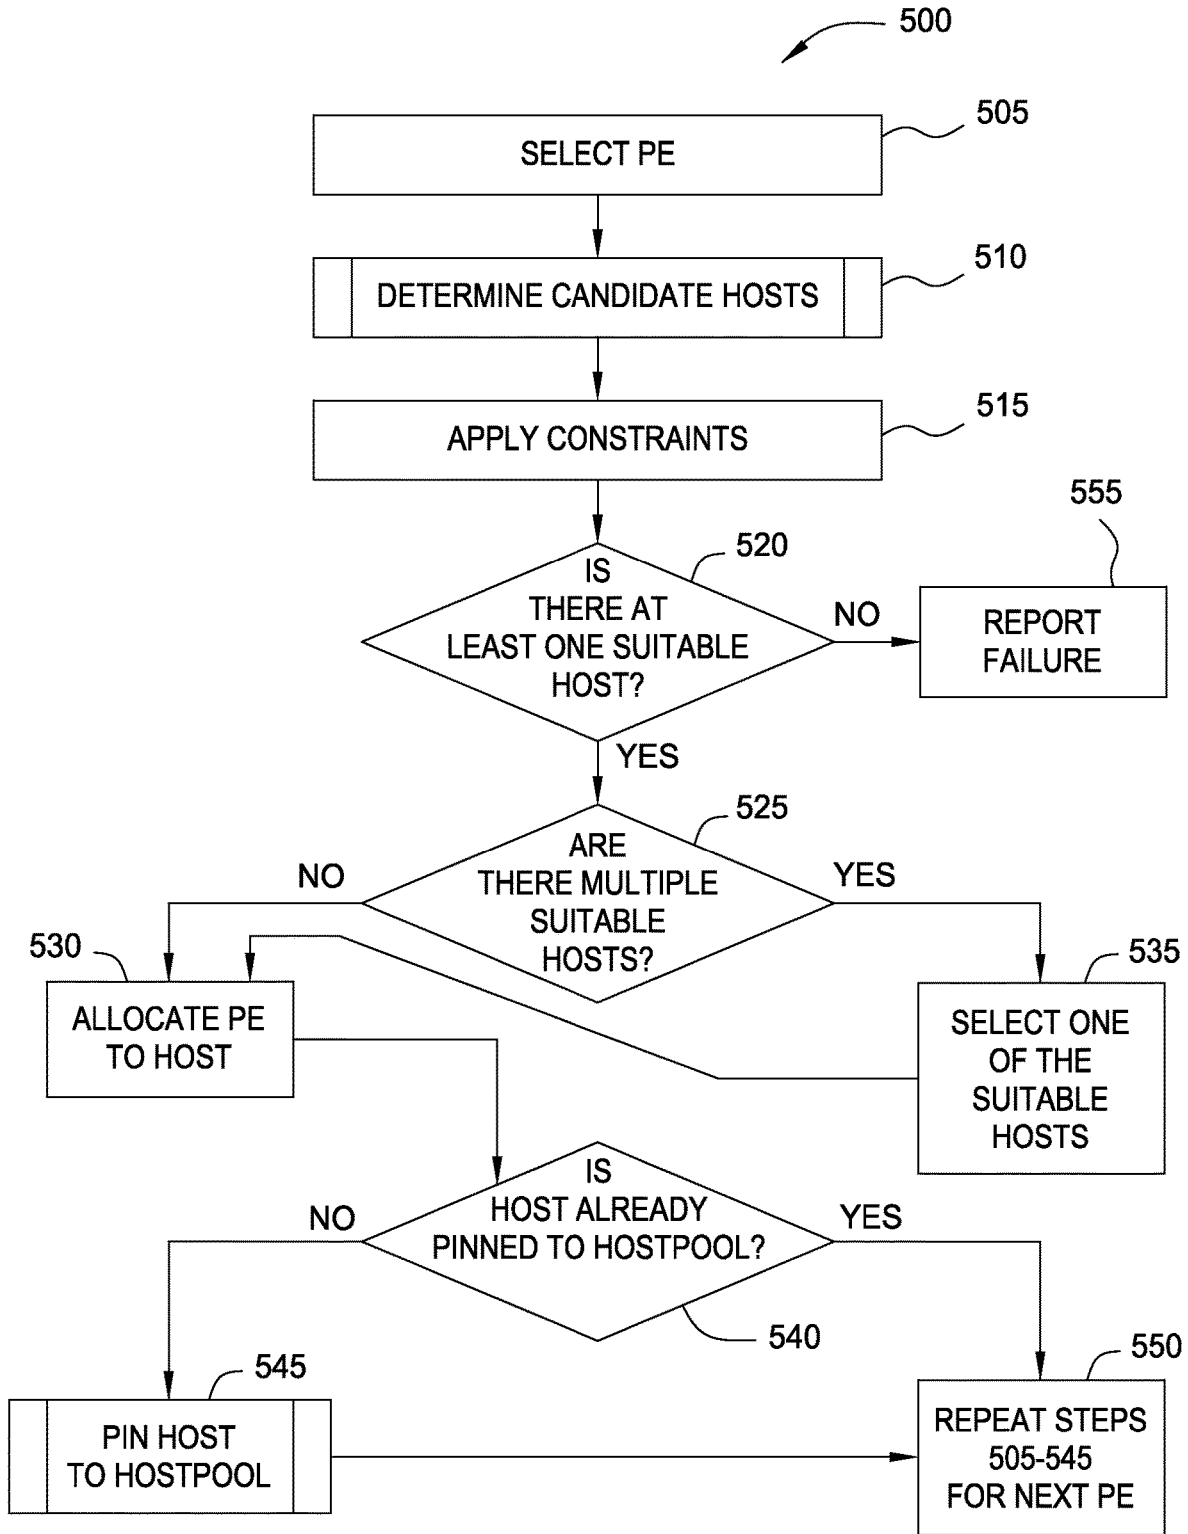 500
505
SELECT PE
510
DETERMINE CANDIDATE HOSTS
515
APPLY CONSTRAINTS
555
520
IS
THERE AT
LEAST ONE SUITABLE
HOST?
NO
REPORT
FAILURE
YES
525
ARE
THERE MULTIPLE
SUITABLE
HOSTS?
NO
YES
530
ALLOCATE PE
TO HOST
535
SELECT ONE
OF THE
SUITABLE
HOSTS
IS
HOST ALREADY
PINNED TO HOSTPOOL?
NO
YES
540
545
PIN HOST
TO HOSTPOOL
550
REPEAT STEPS
505-545
FOR NEXT PE